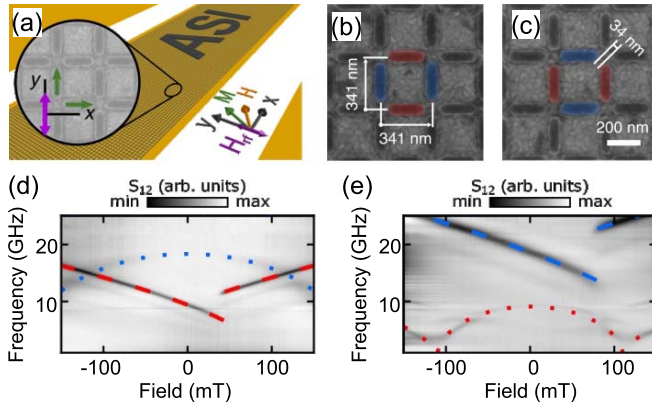 (a)
ASI
y
x
y
M
H
x
H_rf
(b)
341 nm
341 nm
(c)
34 nm
200 nm
(d)
S₁₂ (arb. units)
min
max
Frequency (GHz)
20
10
-100
0
100
Field (mT)
(e)
S₁₂ (arb. units)
min
max
Frequency (GHz)
20
10
-100
0
100
Field (mT)